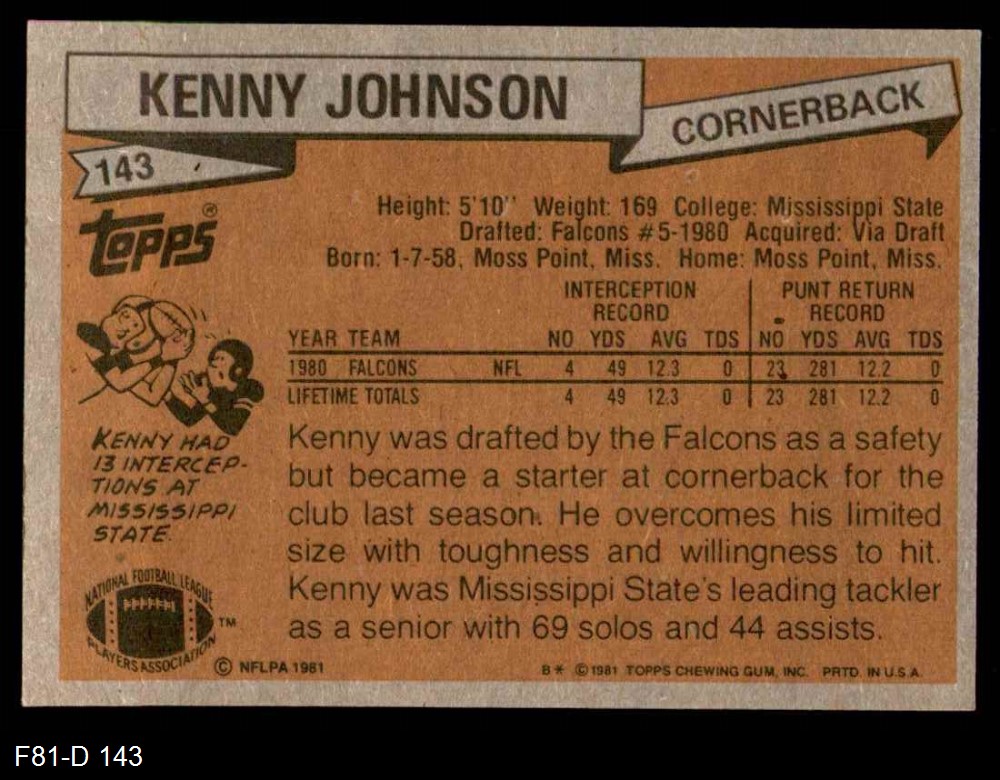 KENNY JOHNSON
CORNERBACK
143
Topps®
Height: 5'10" Weight: 169 College: Mississippi State
Drafted: Falcons #5-1980 Acquired: Via Draft
Born: 1-7-58, Moss Point, Miss. Home: Moss Point, Miss.
INTERCEPTION RECORD PUNT RETURN RECORD
YEAR TEAM NO YDS AVG TDS NO YDS AVG TDS
1980 FALCONS NFL 4 49 12.3 0 23 281 12.2 0
LIFETIME TOTALS 4 49 12.3 0 23 281 12.2 0
KENNY HAD
13 INTERCEP-
TIONS AT
MISSISSIPPI
STATE.
Kenny was drafted by the Falcons as a safety
but became a starter at cornerback for the
club last season. He overcomes his limited
size with toughness and willingness to hit.
Kenny was Mississippi State's leading tackler
as a senior with 69 solos and 44 assists.
NATIONAL FOOTBALL LEAGUE
PLAYERS ASSOCIATION
TM
© NFLPA 1981
B* © 1981 TOPPS CHEWING GUM, INC. PRTD. IN U.S.A.
F81-D 143